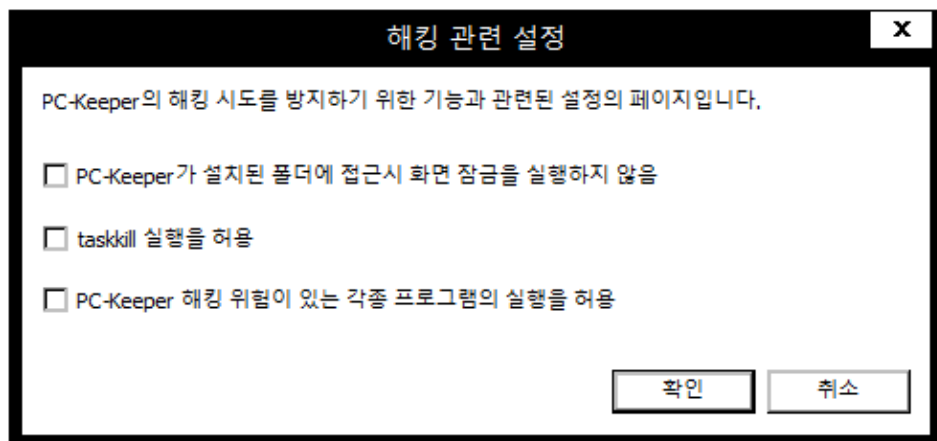 해킹 관련 설정
X
PC-Keeper의 해킹 시도를 방지하기 위한 기능과 관련된 설정의 페이지입니다.
PC-Keeper가 설치된 폴더에 접근시 화면 잠금을 실행하지 않음
taskkill 실행을 허용
PC-Keeper 해킹 위험이 있는 각종 프로그램의 실행을 허용
확인 취소